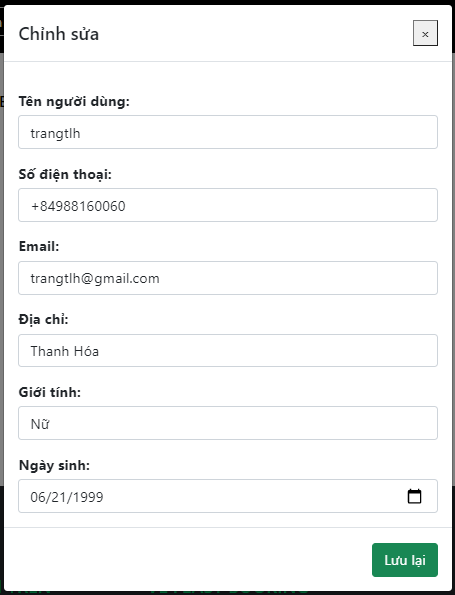 Chỉnh sửa
×
Tên người dùng:
trangtlh
Số điện thoại:
+84988160060
Email:
trangtlh@gmail.com
Địa chỉ:
Thanh Hóa
Giới tính:
Nữ
Ngày sinh:
06/21/1999
Lưu lại